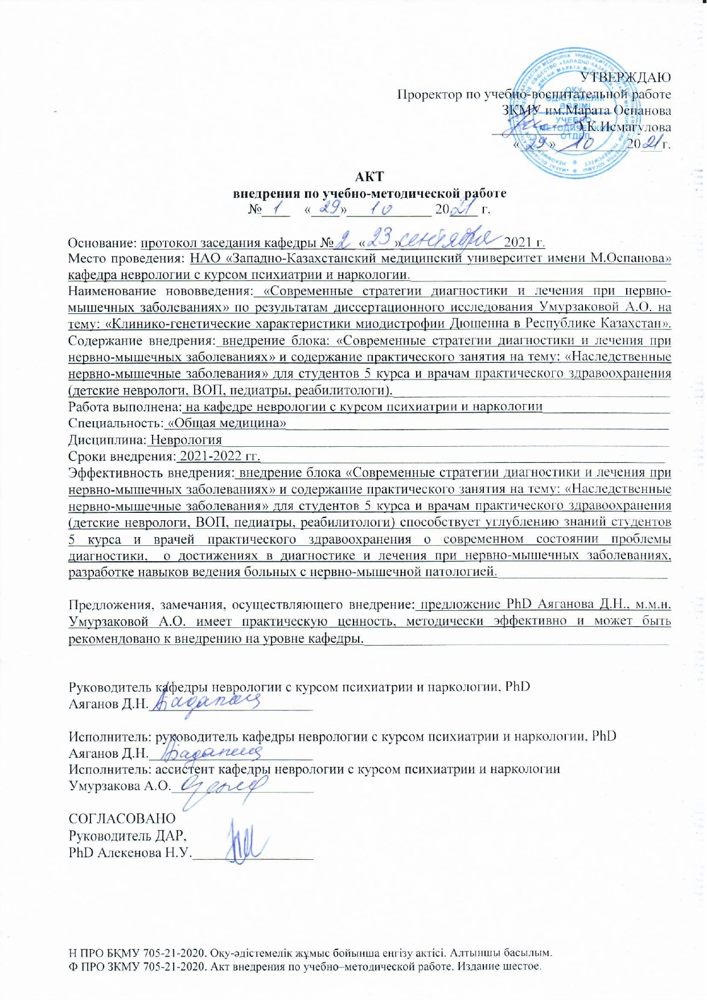 УТВЕРЖДАЮ
Проректор по учебно-воспитательной работе
ЗКМУ им.Марата Оспанова
Э.К.Исмагулова
«29» 10 2021 г.
ОҚУ
ӘДІСТЕМЕЛІК
БӨЛІМІ
УЧЕБНО-
МЕТОДИЧЕСКИЙ
ОТДЕЛ
АКТ
внедрения по учебно-методической работе
№ 1 «29» 10 2021 г.
Основание: протокол заседания кафедры № 2 «23» сентября 2021 г.
Место проведения: НАО «Западно-Казахстанский медицинский университет имени М.Оспанова»
кафедра неврологии с курсом психиатрии и наркологии.
Наименование нововведения: «Современные стратегии диагностики и лечения при нервно-
мышечных заболеваниях» по результатам диссертационного исследования Умурзаковой А.О. на
тему: «Клинико-генетические характеристики миодистрофии Дюшенна в Республике Казахстан».
Содержание внедрения: внедрение блока: «Современные стратегии диагностики и лечения при
нервно-мышечных заболеваниях» и содержание практического занятия на тему: «Наследственные
нервно-мышечные заболевания» для студентов 5 курса и врачам практического здравоохранения
(детские неврологи, ВОП, педиатры, реабилитологи).
Работа выполнена: на кафедре неврологии с курсом психиатрии и наркологии
Специальность: «Общая медицина»
Дисциплина: Неврология
Сроки внедрения: 2021-2022 гг.
Эффективность внедрения: внедрение блока «Современные стратегии диагностики и лечения при
нервно-мышечных заболеваниях» и содержание практического занятия на тему: «Наследственные
нервно-мышечные заболевания» для студентов 5 курса и врачам практического здравоохранения
(детские неврологи, ВОП, педиатры, реабилитологи) способствует углублению знаний студентов
5 курса и врачей практического здравоохранения о современном состоянии проблемы
диагностики, о достижениях в диагностике и лечения при нервно-мышечных заболеваниях,
разработке навыков ведения больных с нервно-мышечной патологией.
Предложения, замечания, осуществляющего внедрение: предложение PhD Аяганова Д.Н., м.м.н.
Умурзаковой А.О. имеет практическую ценность, методически эффективно и может быть
рекомендовано к внедрению на уровне кафедры.
Руководитель кафедры неврологии с курсом психиатрии и наркологии, PhD
Аяганов Д.Н.
Исполнитель: руководитель кафедры неврологии с курсом психиатрии и наркологии, PhD
Аяганов Д.Н.
Исполнитель: ассистент кафедры неврологии с курсом психиатрии и наркологии
Умурзакова А.О.
СОГЛАСОВАНО
Руководитель ДАР,
PhD Алекенова Н.У.
Н ПРО БҚМУ 705-21-2020. Оқу-әдістемелік жұмыс бойынша енгізу актісі. Алтыншы басылым.
Ф ПРО ЗКМУ 705-21-2020. Акт внедрения по учебно–методической работе. Издание шестое.